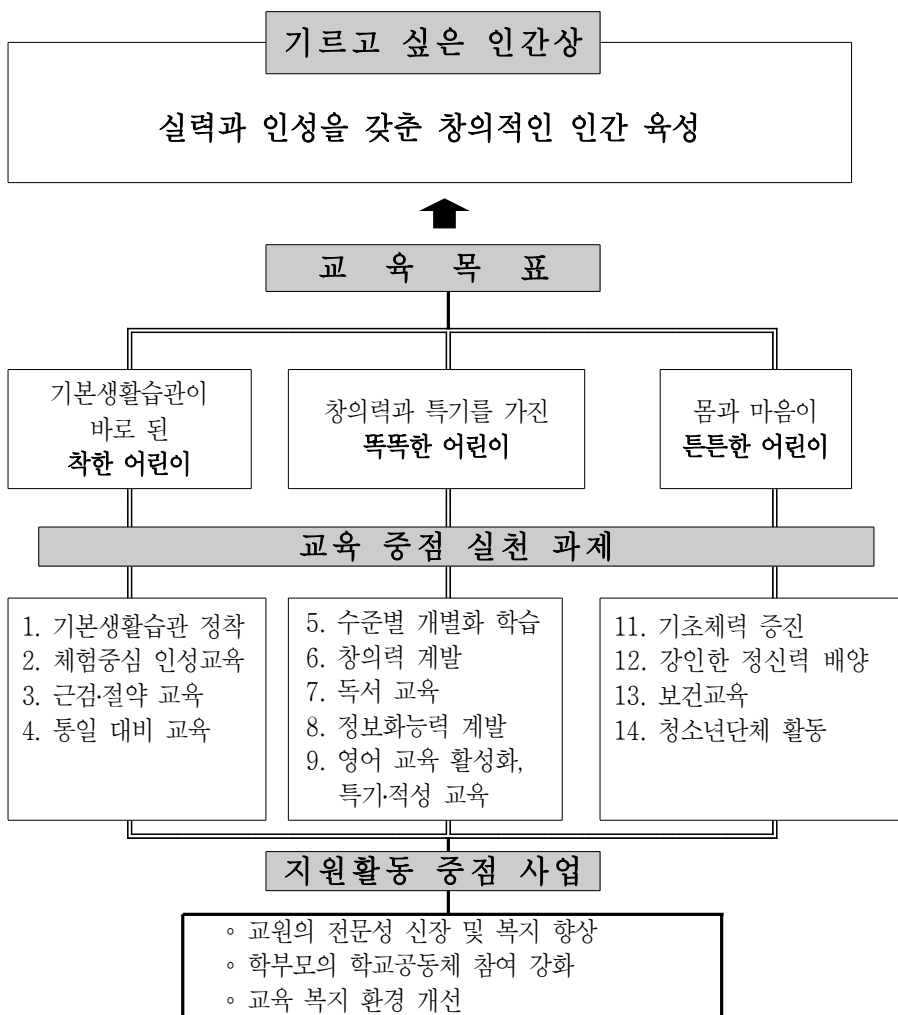 기르고 싶은 인간상
실력과 인성을 갖춘 창의적인 인간 육성
교 육 목 표
기본생활습관이
바로 된
착한 어린이
창의력과 특기를 가진
똑똑한 어린이
몸과 마음이
튼튼한 어린이
교육 중점 실천 과제
1. 기본생활습관 정착
2. 체험중심 인성교육
3. 근검·절약 교육
4. 통일 대비 교육
5. 수준별 개별화 학습
6. 창의력 계발
7. 독서 교육
8. 정보화능력 계발
9. 영어 교육 활성화,
특기·적성 교육
11. 기초체력 증진
12. 강인한 정신력 배양
13. 보건교육
14. 청소년단체 활동
지원활동 중점 사업
◦ 교원의 전문성 신장 및 복지 향상
◦ 학부모의 학교공동체 참여 강화
◦ 교육 복지 환경 개선